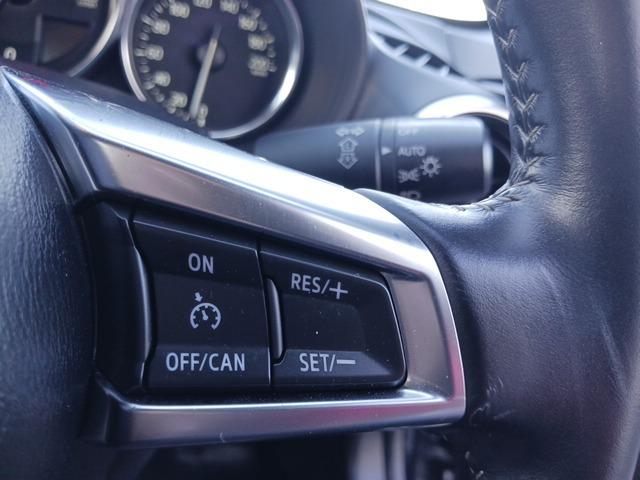 OFF
AUTO
ON
RES/+
OFF/CAN
SET/−